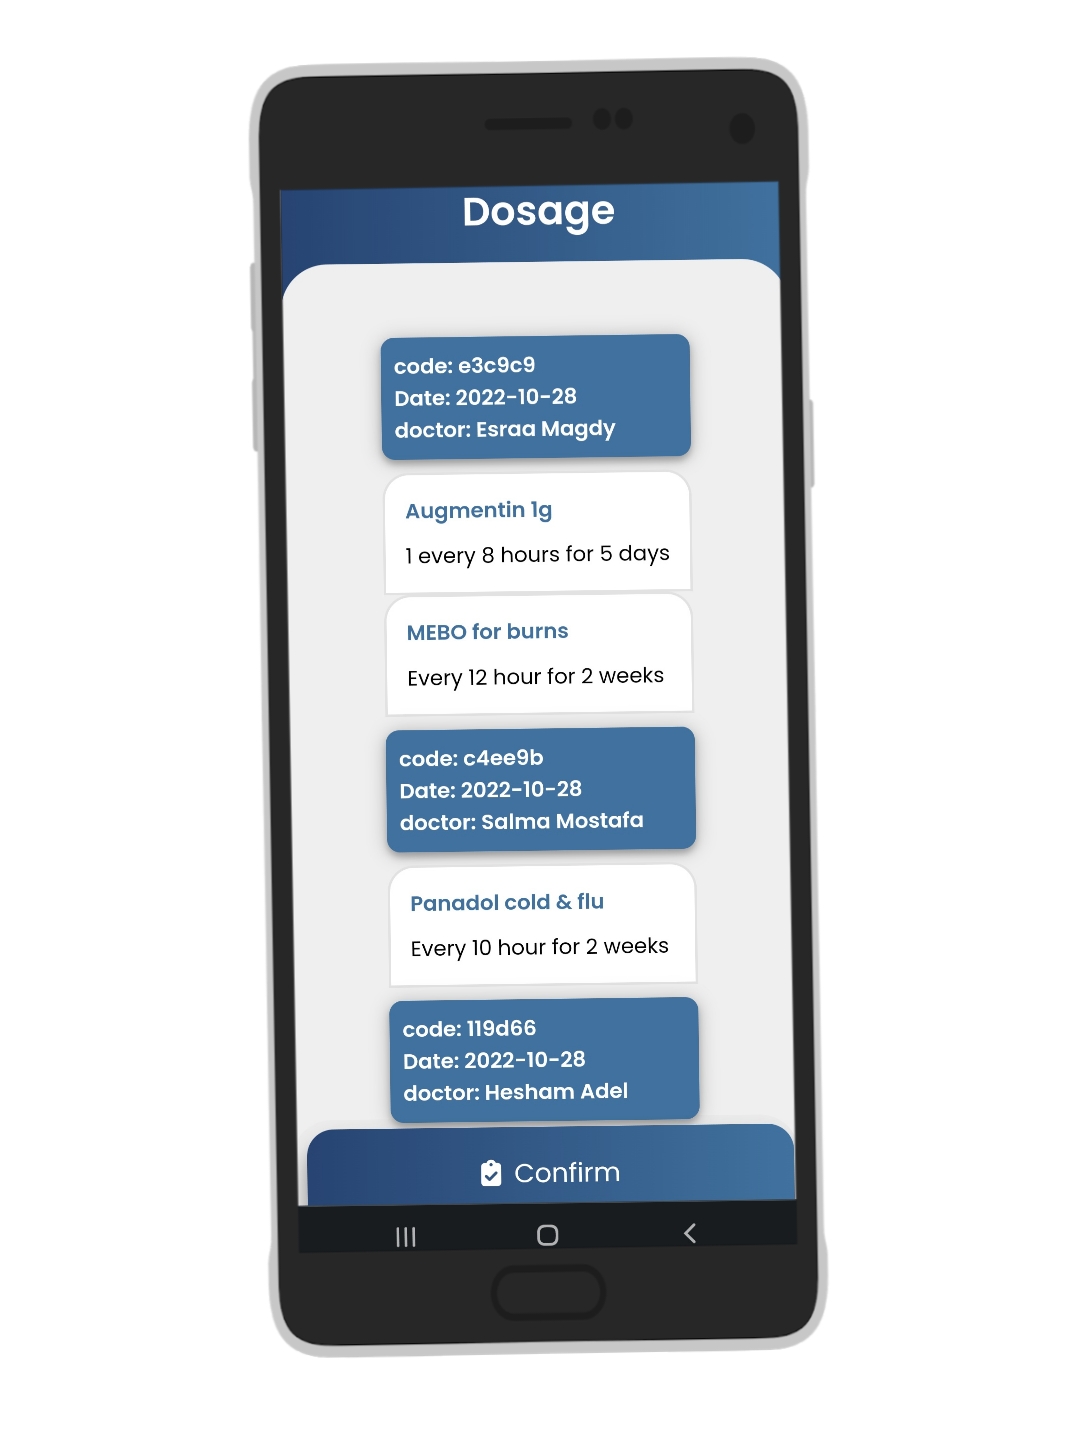 Dosage
code: e3c9c9
Date: 2022-10-28
doctor: Esraa Magdy
Augmentin 1g
1 every 8 hours for 5 days
MEBO for burns
Every 12 hour for 2 weeks
code: c4ee9b
Date: 2022-10-28
doctor: Salma Mostafa
Panadol cold & flu
Every 10 hour for 2 weeks
code: 119d66
Date: 2022-10-28
doctor: Hesham Adel
Confirm